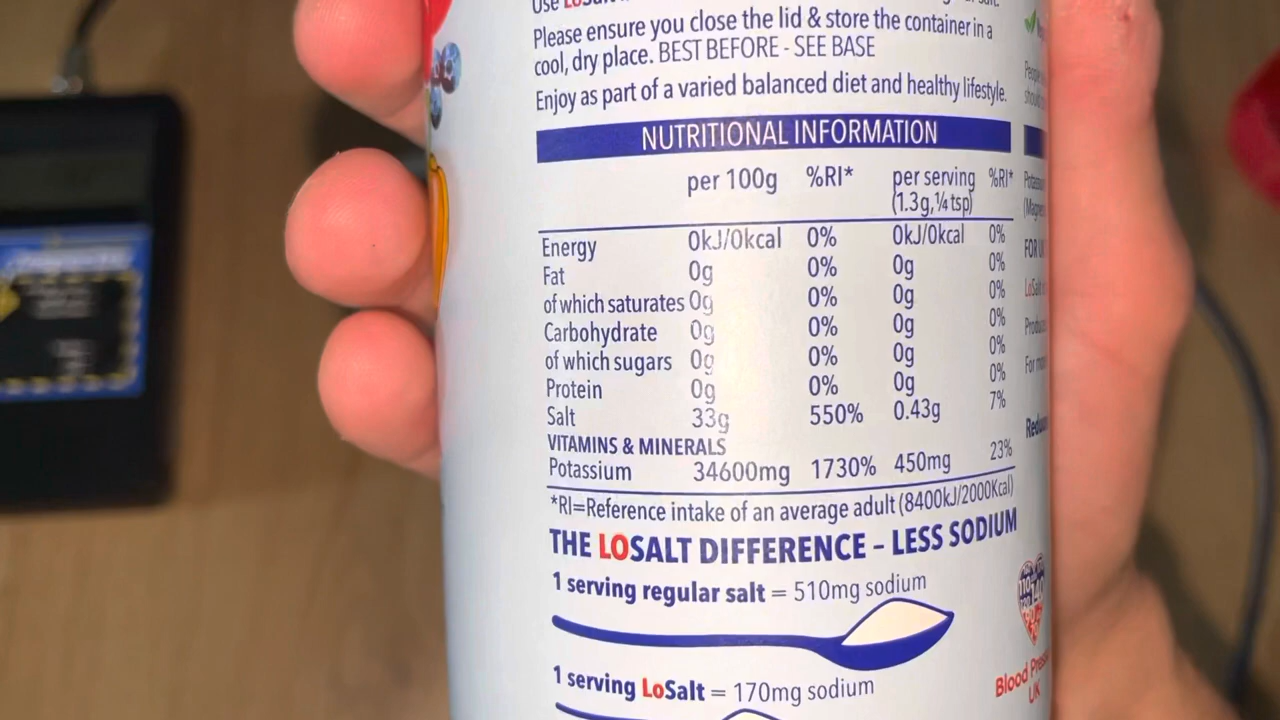 Use
Please ensure you close the lid & store the container in a
cool, dry place. BEST BEFORE - SEE BASE
Enjoy as part of a varied balanced diet and healthy lifestyle.
NUTRITIONAL INFORMATION
per 100g %RI* per serving %RI*
(1.3g,¼ tsp)
Energy 0kJ/0kcal 0% 0kJ/0kcal 0%
Fat 0g 0% 0g 0%
of which saturates 0g 0% 0g 0%
Carbohydrate 0g 0% 0g 0%
of which sugars 0g 0% 0g 0%
Protein 0g 0% 0g 0%
Salt 33g 550% 0.43g 7%
VITAMINS & MINERALS
Potassium 34600mg 1730% 450mg 23%
*RI=Reference intake of an average adult (8400kJ/2000Kcal)
THE LOSALT DIFFERENCE – LESS SODIUM
1 serving regular salt = 510mg sodium
1 serving LoSalt = 170mg sodium
Blood
UK